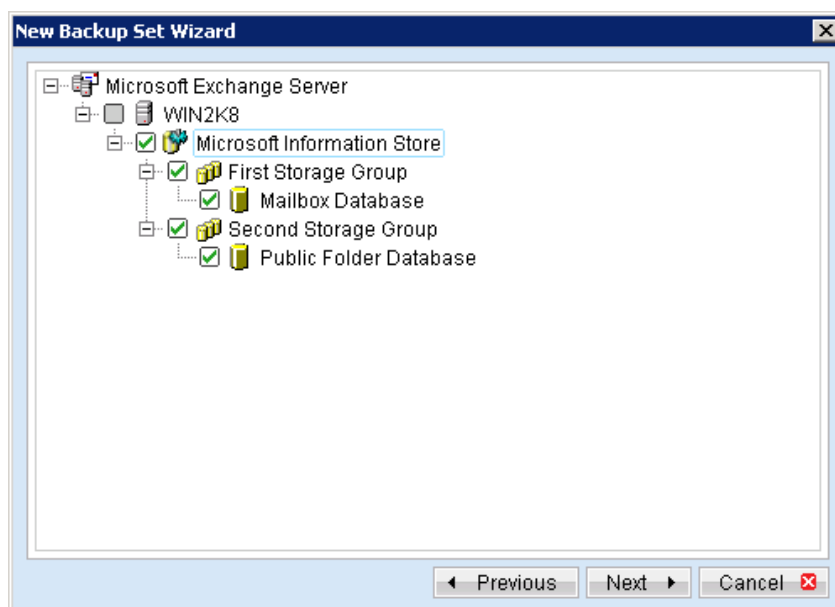 New Backup Set Wizard
Microsoft Exchange Server
WIN2K8
Microsoft Information Store
First Storage Group
Mailbox Database
Second Storage Group
Public Folder Database
Previous Next Cancel